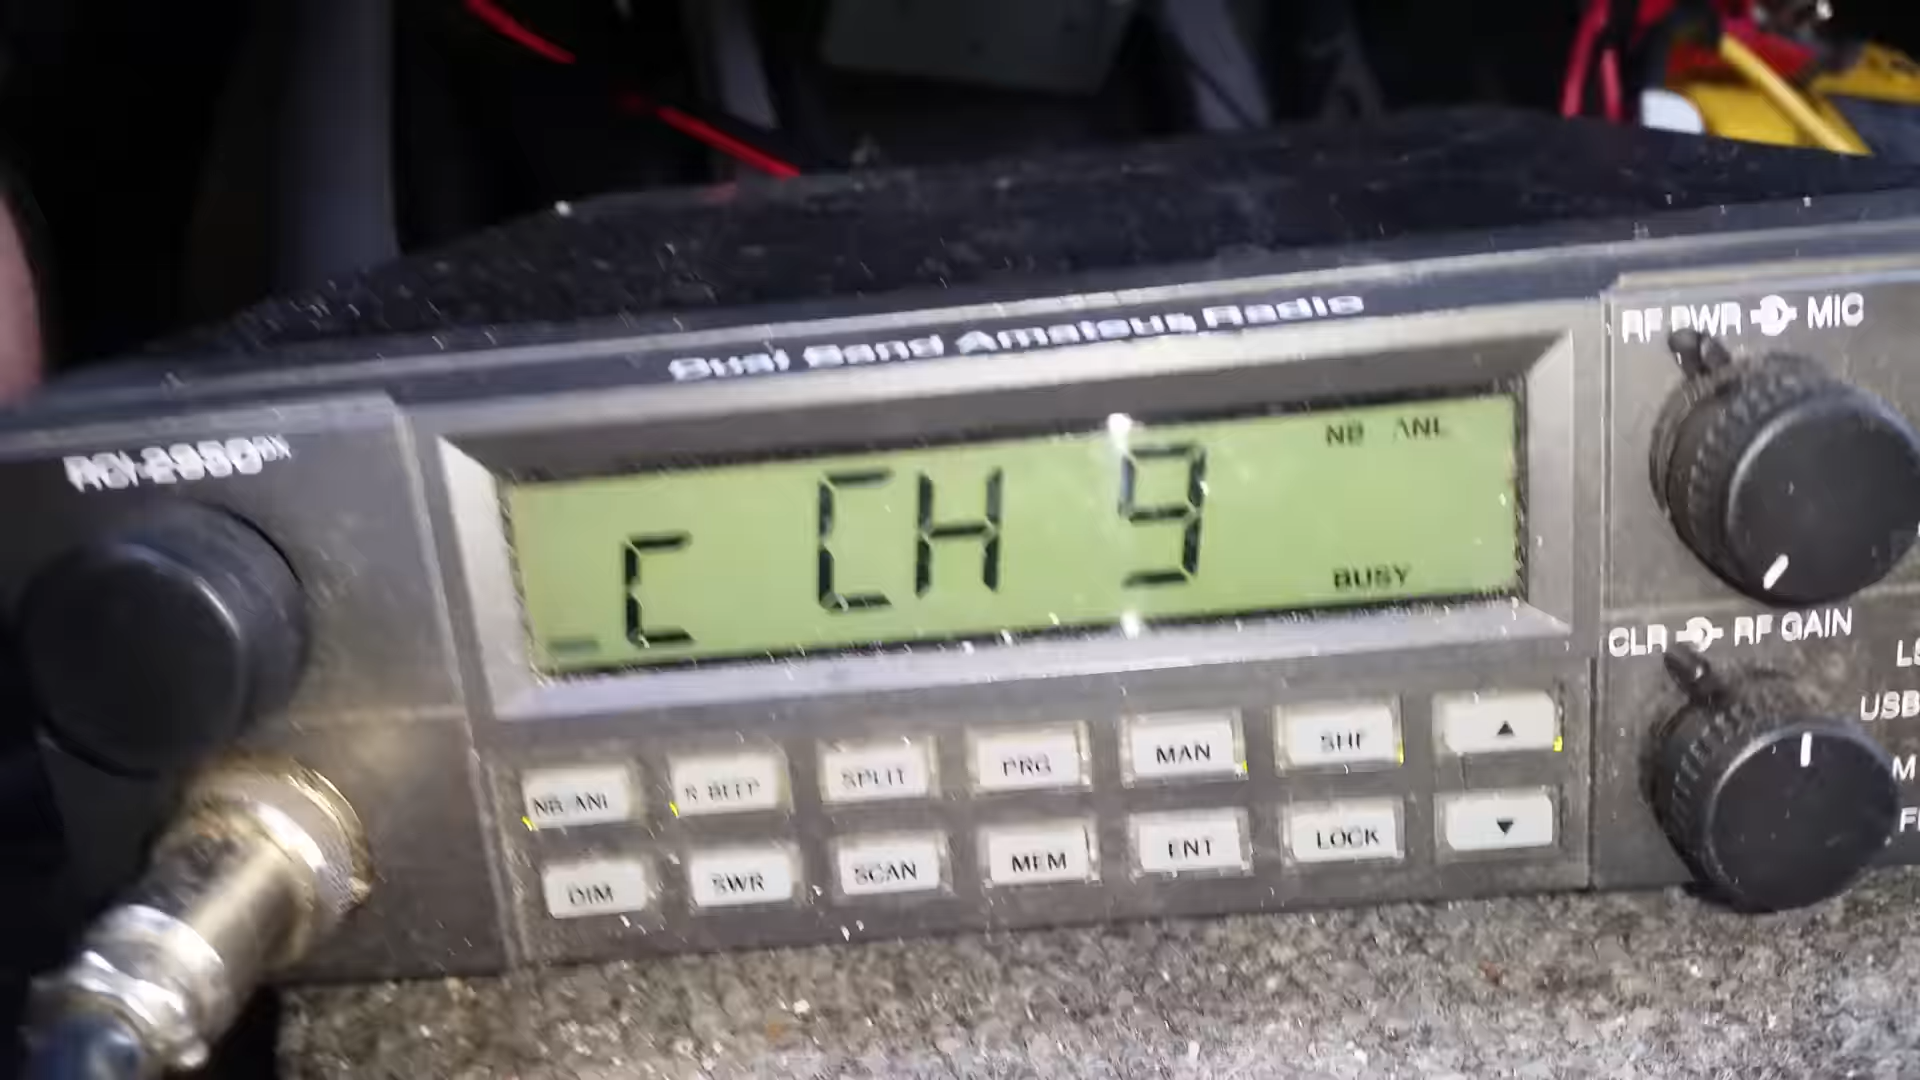 Dual Band Amateur Radio
RF PWR MIC
RCI-2950DX
NB ANL
C CH 9
BUSY
CLR RF GAIN
USB
NB/ANL R.BEEP SPLIT PRG MAN SHF ▲
DIM SWR SCAN MEM ENT LOCK ▼